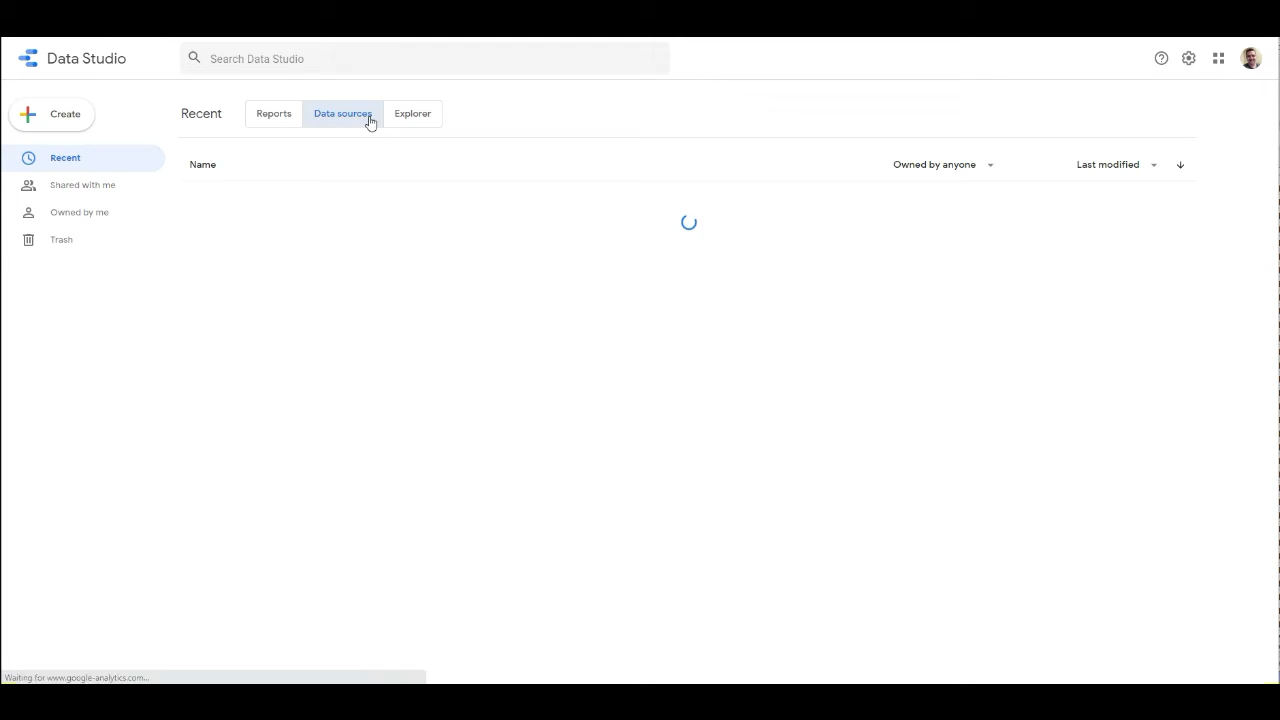 Data Studio
Search Data Studio
Create
Recent
Reports
Data sources
Explorer
Recent
Shared with me
Owned by me
Trash
Name
Owned by anyone
Last modified
Waiting for www.google-analytics.com...